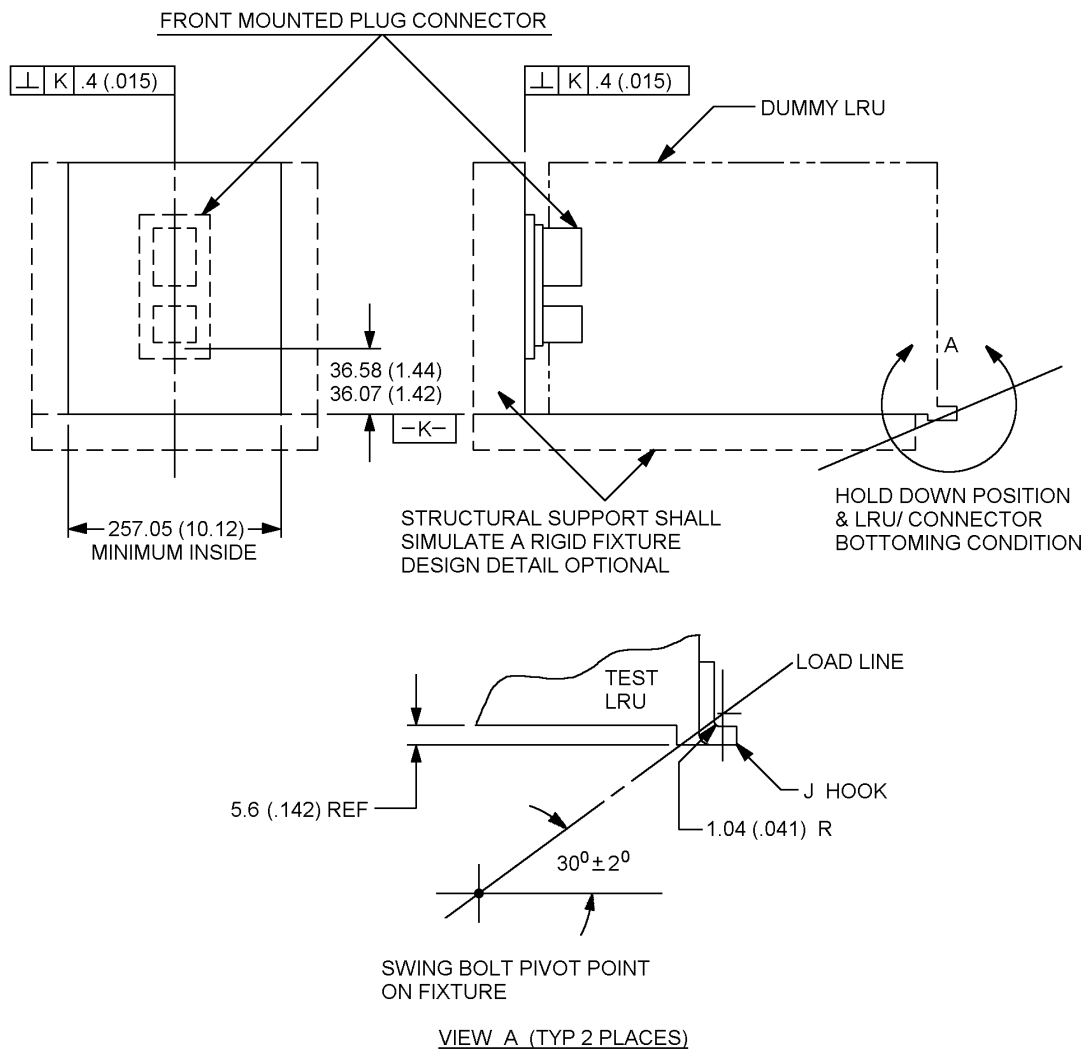 FRONT MOUNTED PLUG CONNECTOR
⊥ K .4 (.015)
⊥ K .4 (.015)
DUMMY LRU
36.58 (1.44)
36.07 (1.42)
-K-
A
257.05 (10.12)
MINIMUM INSIDE
STRUCTURAL SUPPORT SHALL
SIMULATE A RIGID FIXTURE
DESIGN DETAIL OPTIONAL
HOLD DOWN POSITION
& LRU/ CONNECTOR
BOTTOMING CONDITION
TEST
LRU
LOAD LINE
5.6 (.142) REF
J HOOK
1.04 (.041) R
30⁰±2⁰
SWING BOLT PIVOT POINT
ON FIXTURE
VIEW A (TYP 2 PLACES)